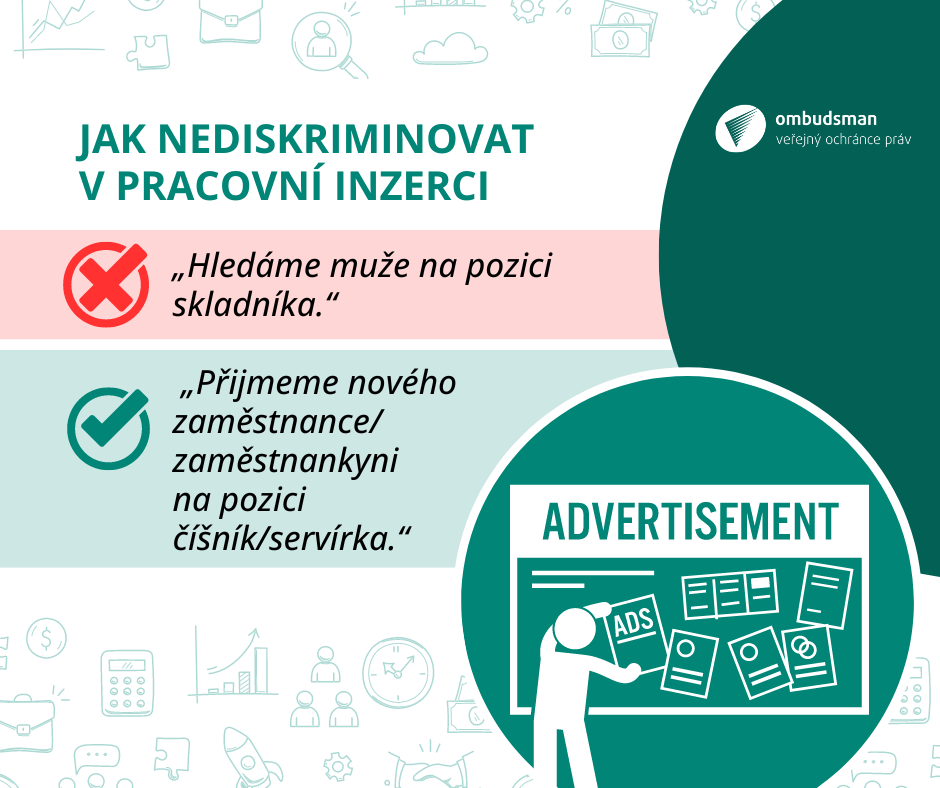 ombudsman
veřejný ochránce práv
JAK NEDISKRIMINOVAT
V PRACOVNÍ INZERCI
„Hledáme muže na pozici
skladníka.“
„Přijmeme nového
zaměstnance/
zaměstnankyni
na pozici
číšník/servírka.“
ADVERTISEMENT
ADS